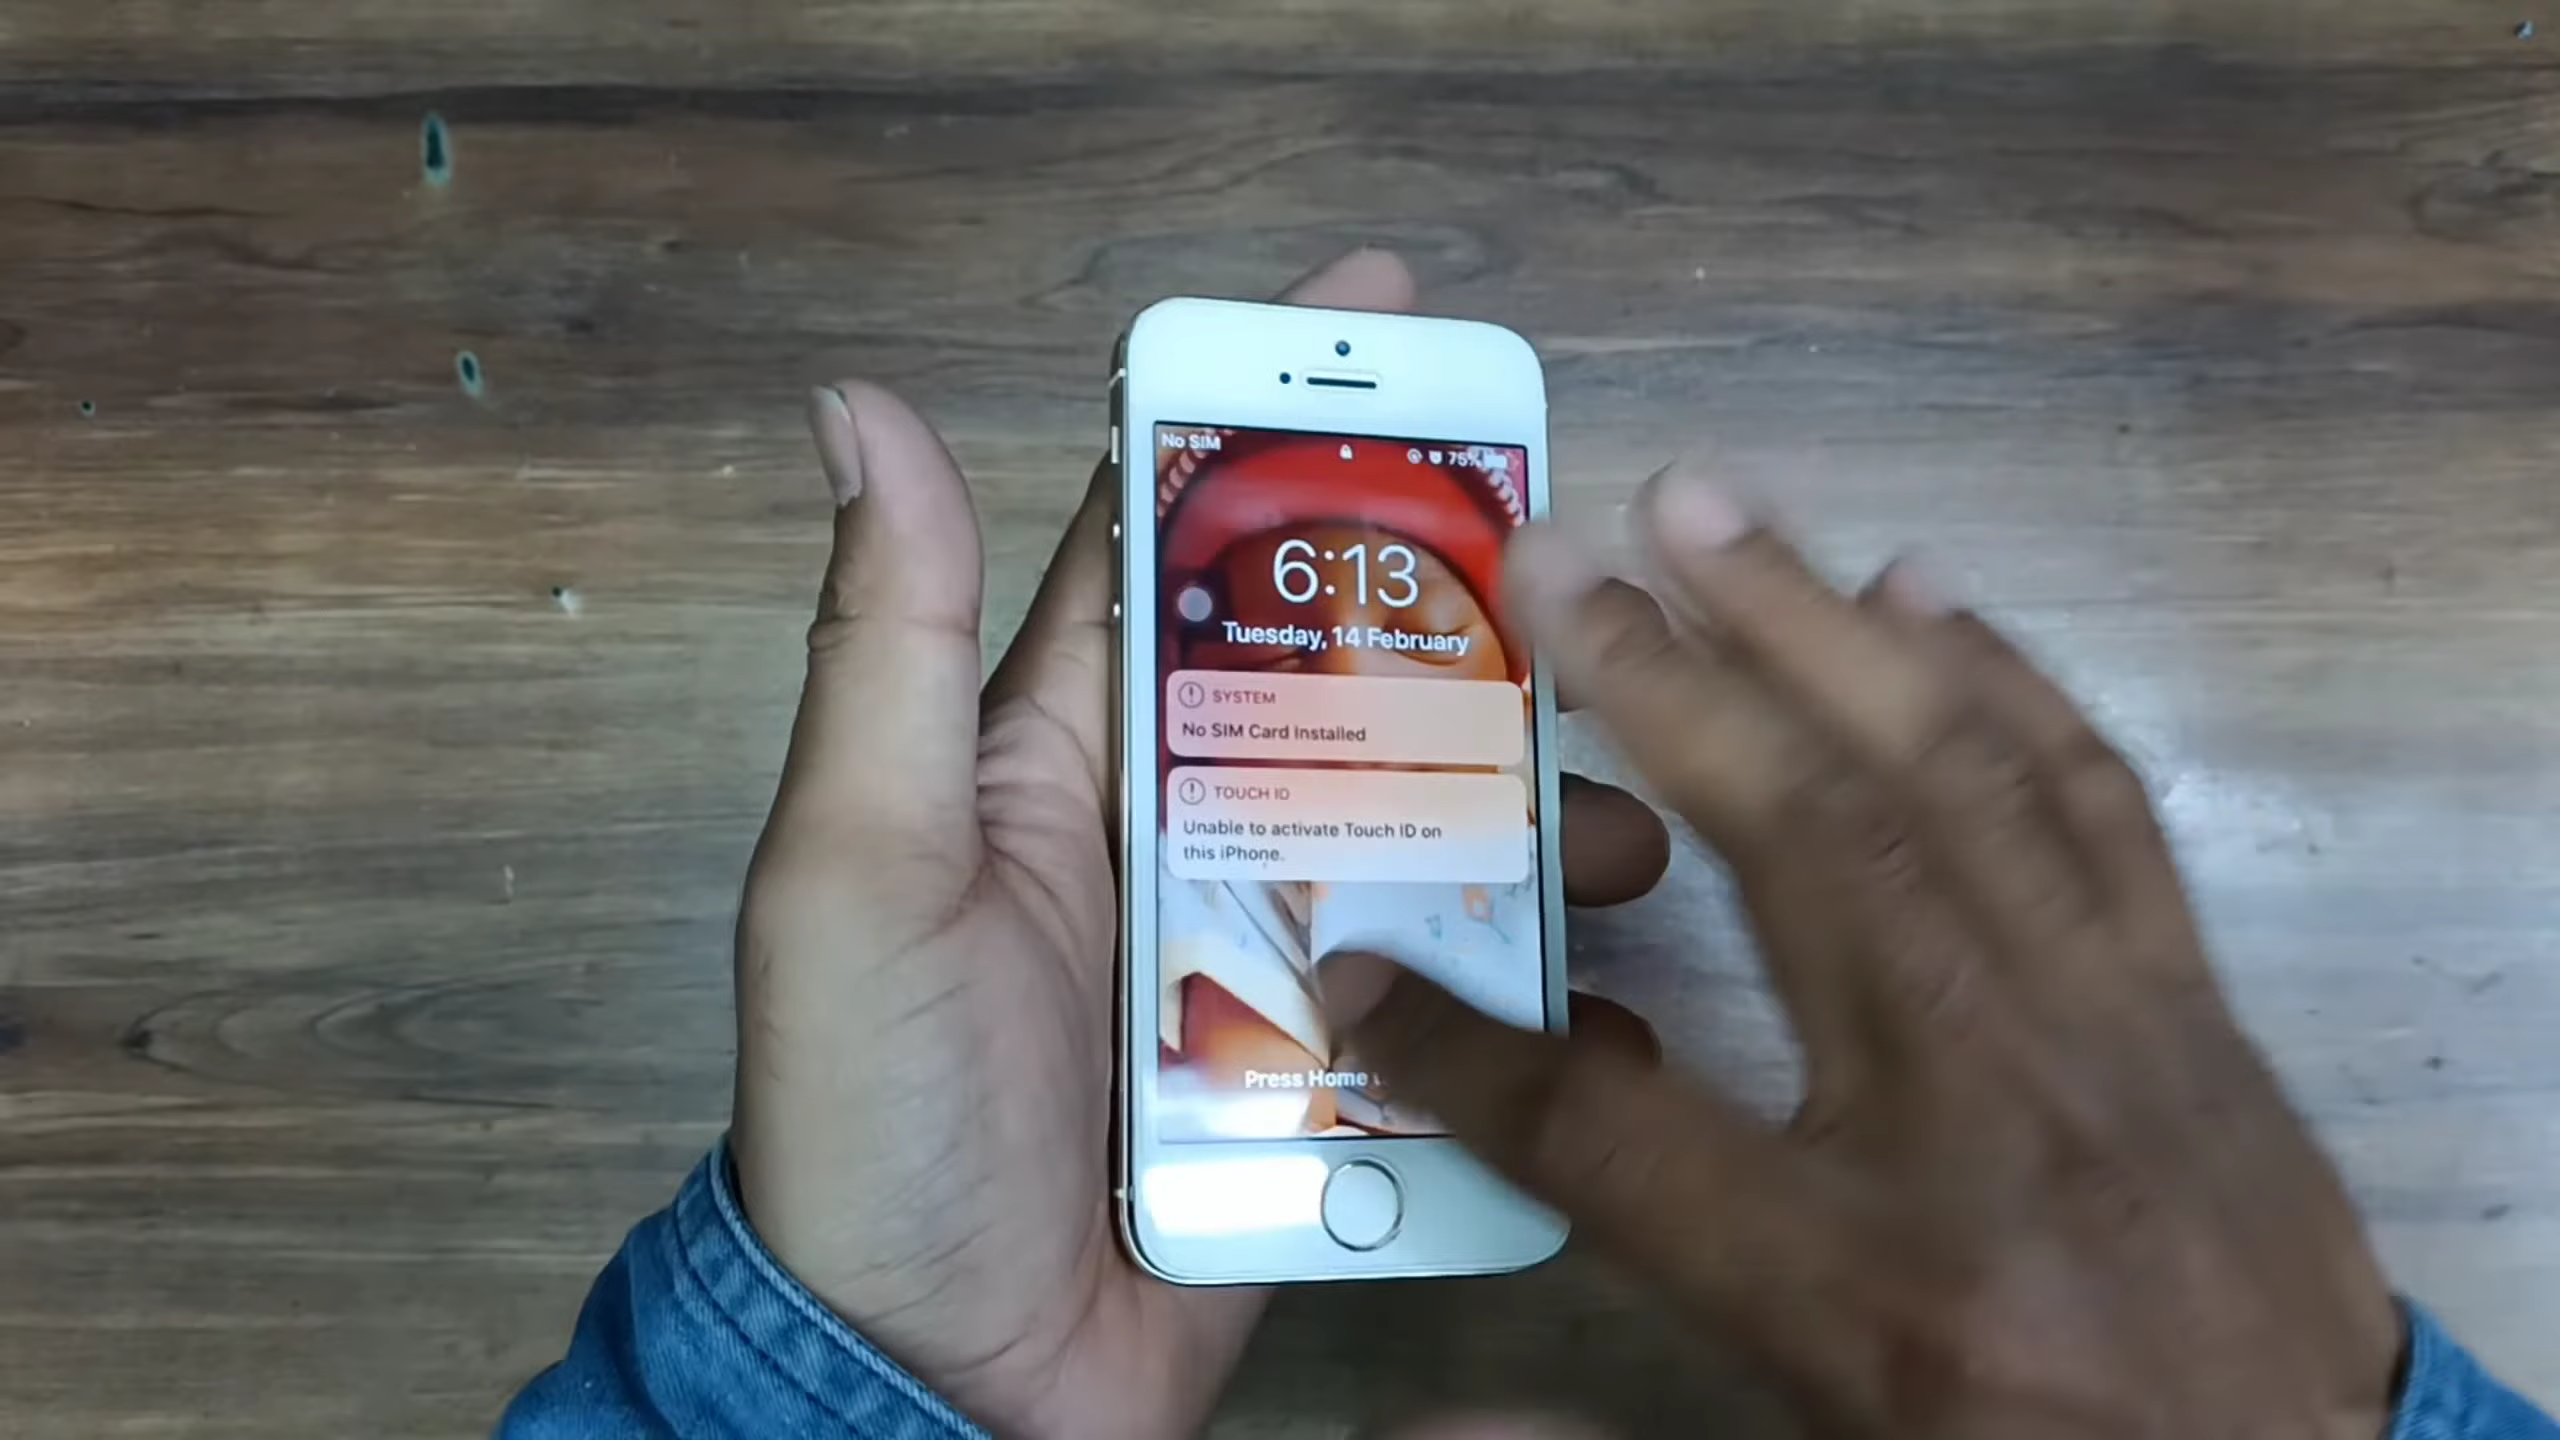 No SIM
75%
6:13
Tuesday, 14 February
SYSTEM
No SIM Card Installed
TOUCH ID
Unable to activate Touch ID on
this iPhone.
Press Home